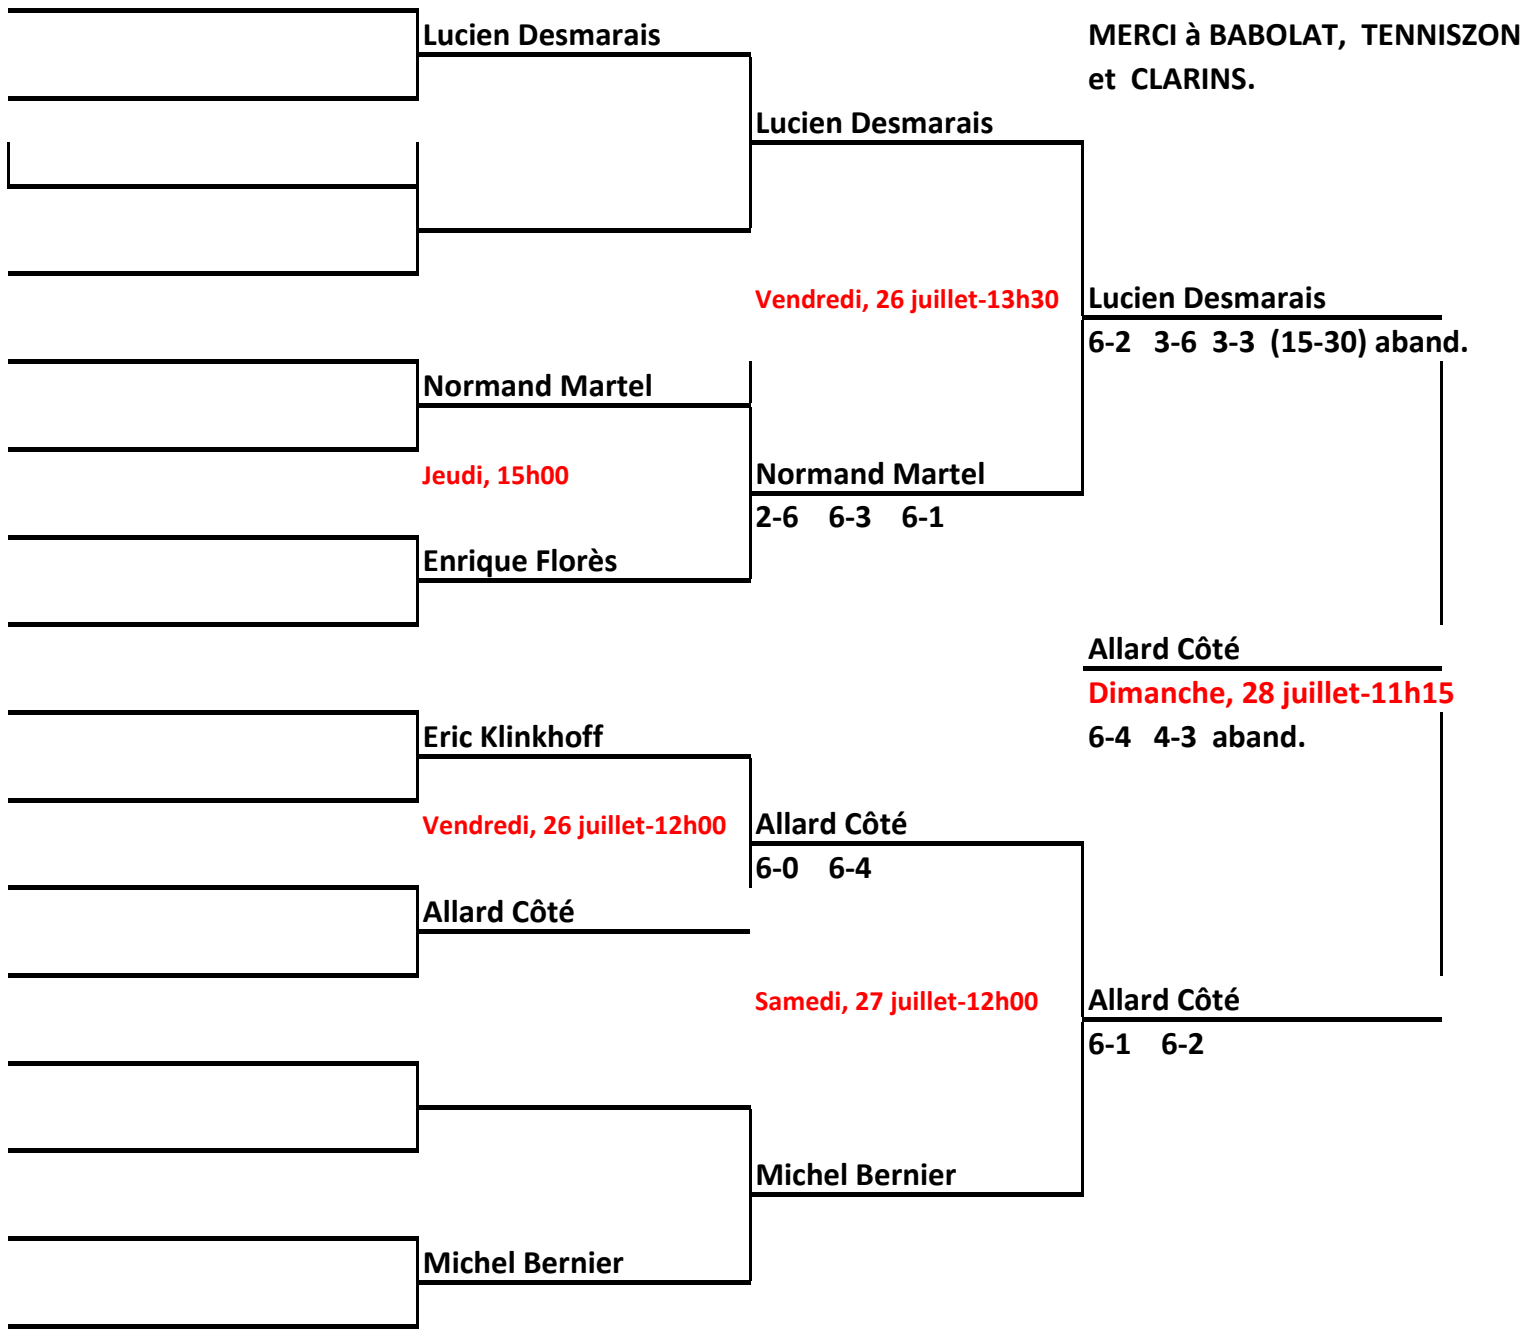 Lucien Desmarais
MERCI à BABOLAT, TENNISZON
et CLARINS.
Lucien Desmarais
Vendredi, 26 juillet-13h30
Lucien Desmarais
6-2 3-6 3-3 (15-30) aband.
Normand Martel
Jeudi, 15h00
Normand Martel
2-6 6-3 6-1
Enrique Florès
Allard Côté
Dimanche, 28 juillet-11h15
6-4 4-3 aband.
Eric Klinkhoff
Vendredi, 26 juillet-12h00
Allard Côté
6-0 6-4
Allard Côté
Samedi, 27 juillet-12h00
Allard Côté
6-1 6-2
Michel Bernier
Michel Bernier